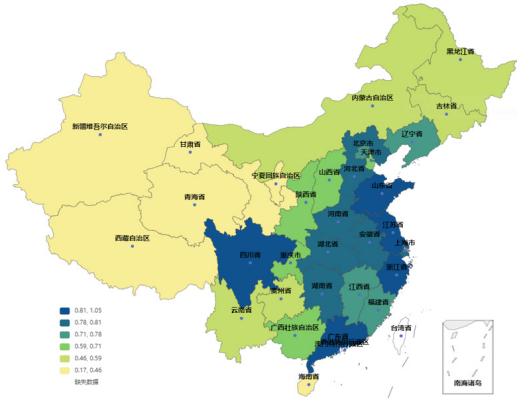 黑龙江省
内蒙古自治区
吉林省
新疆维吾尔自治区
辽宁省
北京市
甘肃省
天津市
河北省
宁夏回族自治区
山西省
山东省
陕西省
青海省
河南省
江苏省
西藏自治区
安徽省
上海市
湖北省
四川省
重庆市
浙江省
湖南省
江西省
贵州省
福建省
云南省
广西壮族自治区
台湾省
广东省
海南省
南海诸岛
0.81, 1.05
0.78, 0.81
0.71, 0.78
0.59, 0.71
0.46, 0.59
0.17, 0.46
缺失数据